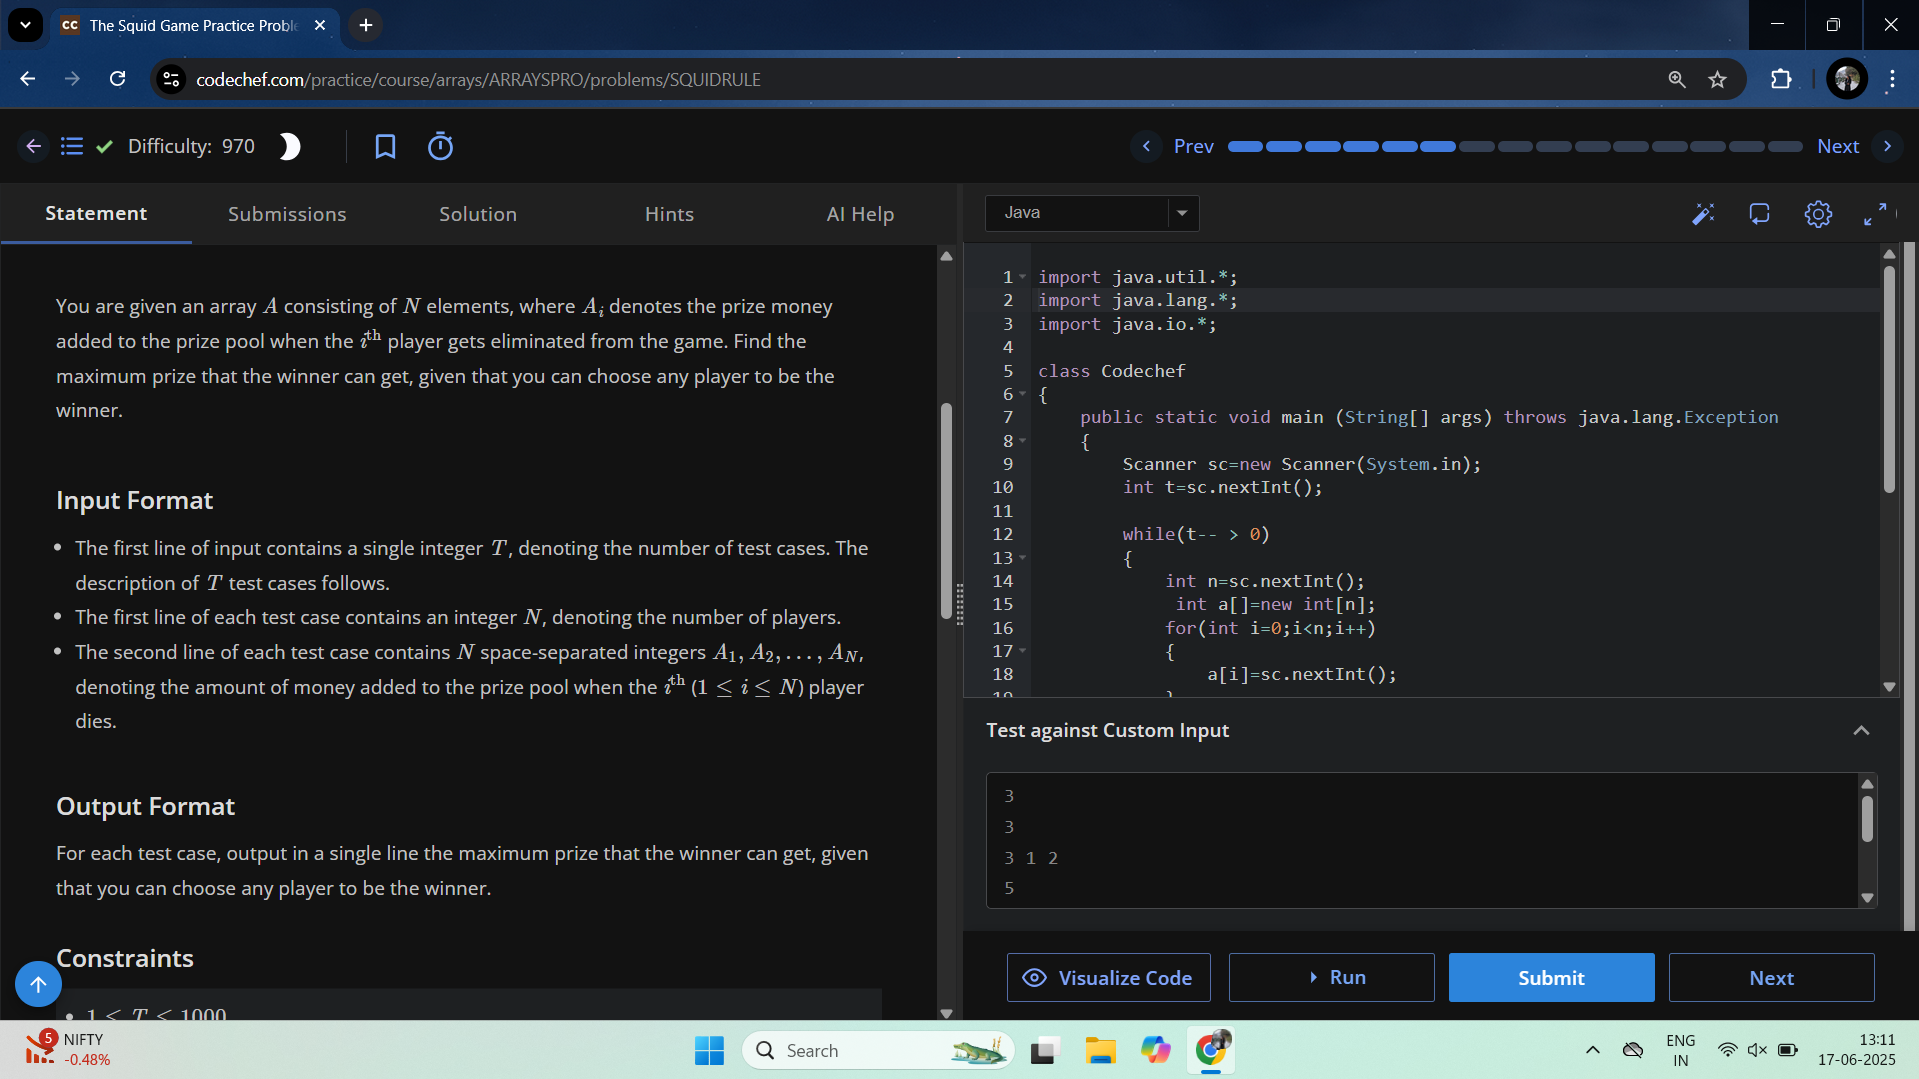 cc The Squid Game Practice Proble
codechef.com/practice/course/arrays/ARRAYSPRO/problems/SQUIDRULE
Difficulty: 970
Prev
Next
Statement
Submissions
Solution
Hints
AI Help
You are given an array A consisting of N elements, where Aᵢ denotes the prize money
added to the prize pool when the iᵗʰ player gets eliminated from the game. Find the
maximum prize that the winner can get, given that you can choose any player to be the
winner.
Input Format
• The first line of input contains a single integer T, denoting the number of test cases. The
description of T test cases follows.
• The first line of each test case contains an integer N, denoting the number of players.
• The second line of each test case contains N space-separated integers A₁, A₂, . . . , A_N,
denoting the amount of money added to the prize pool when the iᵗʰ (1 ≤ i ≤ N) player
dies.
Output Format
For each test case, output in a single line the maximum prize that the winner can get, given
that you can choose any player to be the winner.
Constraints
• 1 ≤ T ≤ 1000
Java
1 import java.util.*;
2 import java.lang.*;
3 import java.io.*;
4
5 class Codechef
6 {
7 public static void main (String[] args) throws java.lang.Exception
8 {
9 Scanner sc=new Scanner(System.in);
10 int t=sc.nextInt();
11
12 while(t-- > 0)
13 {
14 int n=sc.nextInt();
15 int a[]=new int[n];
16 for(int i=0;i<n;i++)
17 {
18 a[i]=sc.nextInt();
19 }
Test against Custom Input
3
3
3 1 2
5
Visualize Code
Run
Submit
Next
5
NIFTY
-0.48%
Search
ENG
IN
13:11
17-06-2025